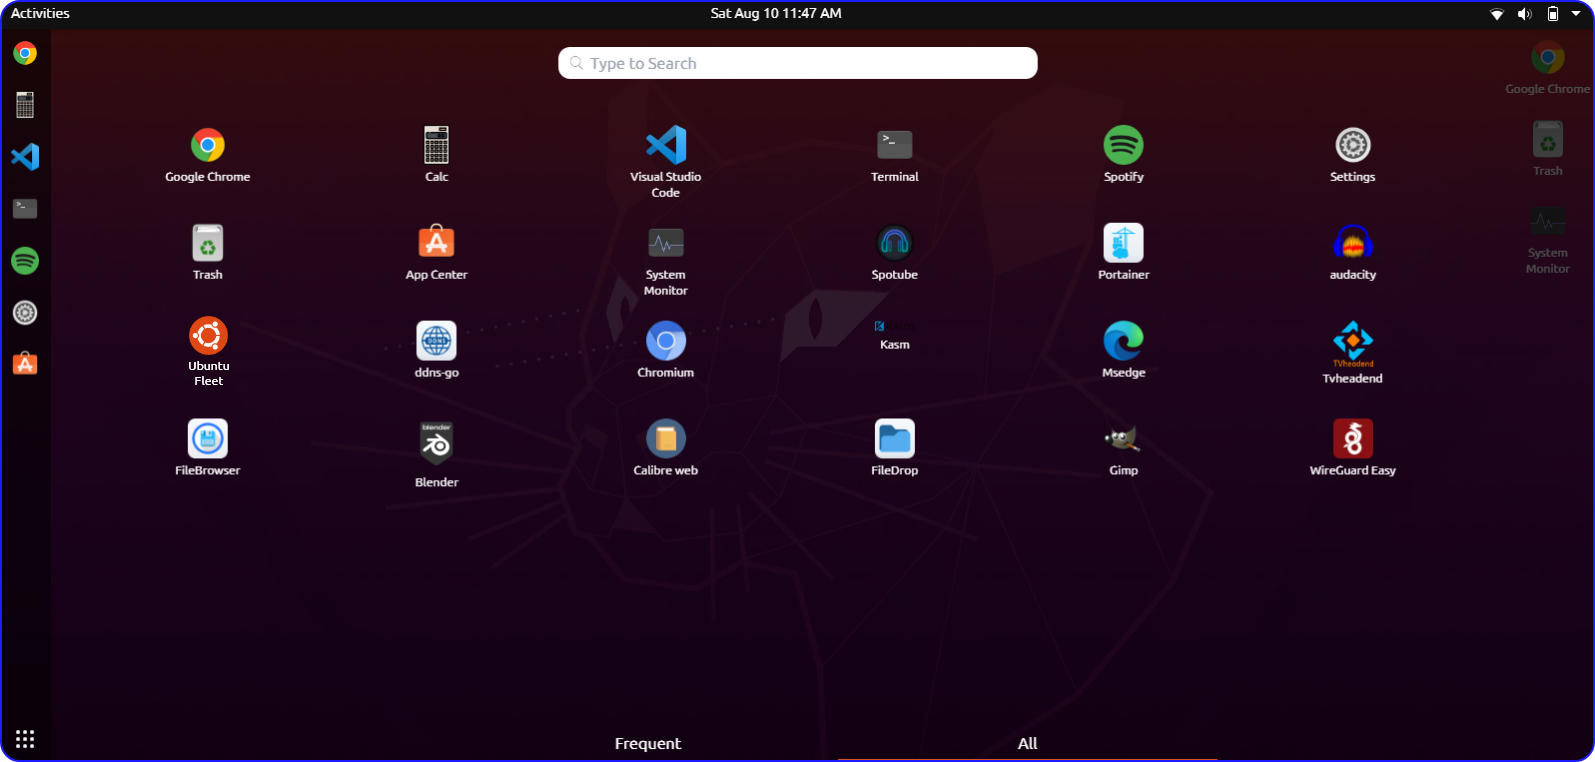 Activities
Sat Aug 10 11:47 AM
Type to Search
Google Chrome
Trash
System
Monitor
Google Chrome
Calc
Visual Studio
Code
Terminal
Spotify
Settings
Trash
App Center
System
Monitor
Spotube
Portainer
audacity
Ubuntu
Fleet
DDNS
ddns-go
Chromium
Kasm
Msedge
TVheadend
Tvheadend
FileBrowser
blender
Blender
Calibre web
FileDrop
Gimp
WireGuard Easy
Frequent
All